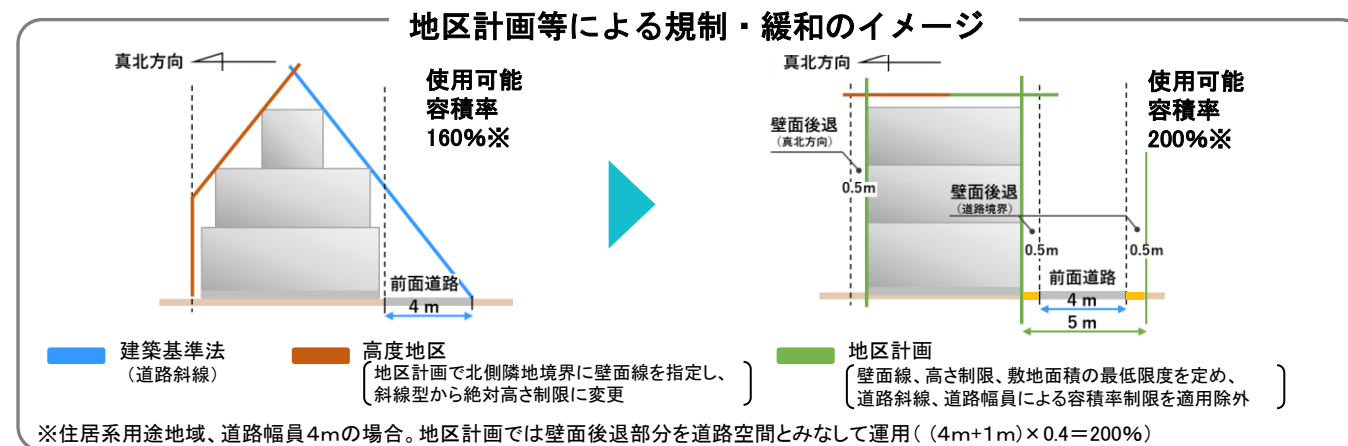 地区計画等による規制・緩和のイメージ
真北方向
使用可能
容積率
160%※
前面道路
4 m
真北方向
使用可能
容積率
200%※
壁面後退
(真北方向)
0.5m
壁面後退
(道路境界)
0.5m
0.5m
前面道路
4 m
5 m
建築基準法
(道路斜線)
高度地区
地区計画で北側隣地境界に壁面線を指定し、
斜線型から絶対高さ制限に変更
地区計画
壁面線、高さ制限、敷地面積の最低限度を定め、
道路斜線、道路幅員による容積率制限を適用除外
※住居系用途地域、道路幅員4mの場合。地区計画では壁面後退部分を道路空間とみなして運用( (4m+1m)×0.4=200%)